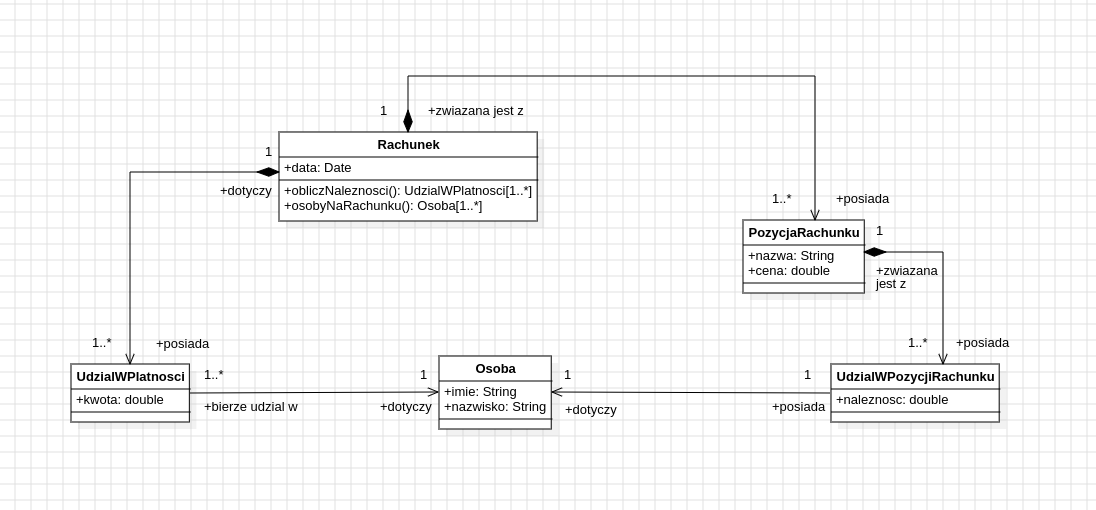 1
+zwiazana jest z
Rachunek
+data: Date
+obliczNaleznosci(): UdzialWPlatnosci[1..*]
+osobyNaRachunku(): Osoba[1..*]
1
+dotyczy
1..*
+posiada
PozycjaRachunku
+nazwa: String
+cena: double
1
+zwiazana
jest z
1..*
+posiada
1..*
+posiada
UdzialWPlatnosci
+kwota: double
1..*
+bierze udzial w
1
+dotyczy
Osoba
+imie: String
+nazwisko: String
1
+dotyczy
1
+posiada
UdzialWPozycjiRachunku
+naleznosc: double